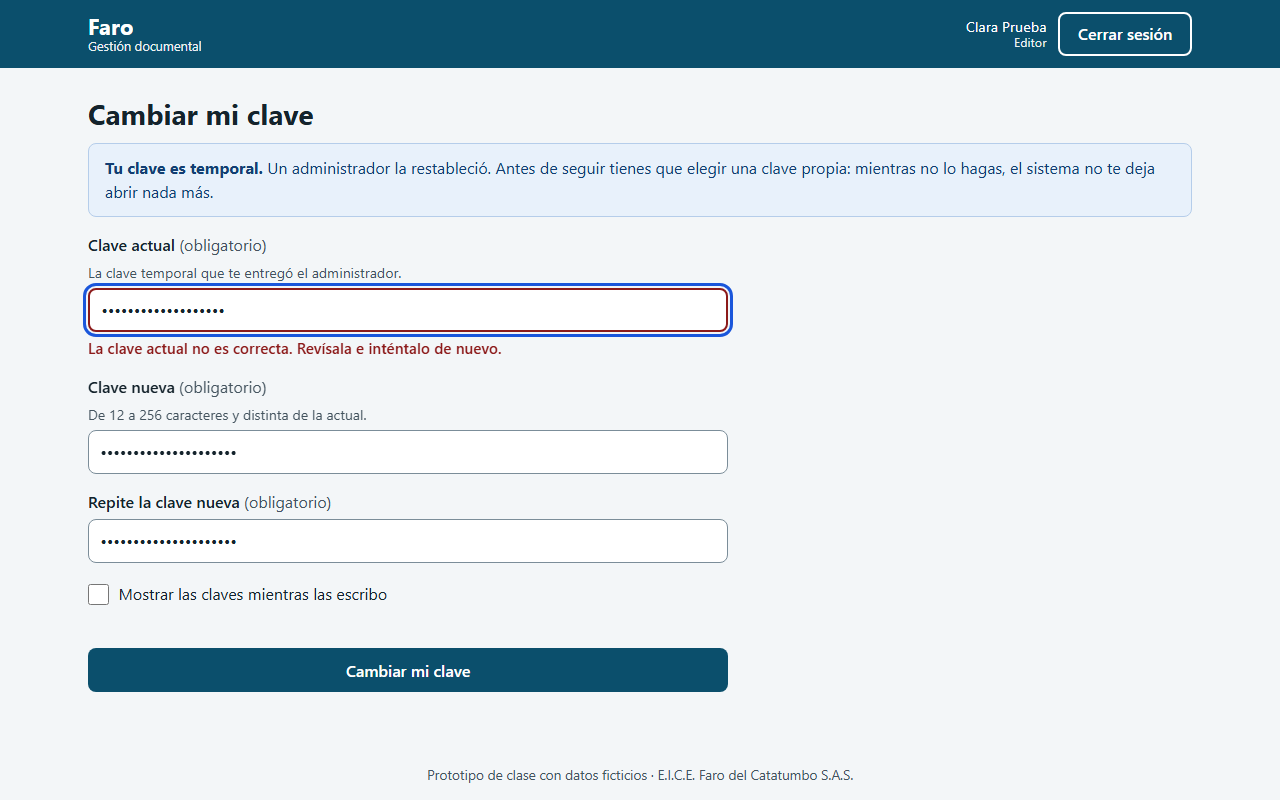 Faro
Gestión documental
Clara Prueba
Editor
Cerrar sesión
Cambiar mi clave
Tu clave es temporal. Un administrador la restableció. Antes de seguir tienes que elegir una clave propia: mientras no lo hagas, el sistema no te deja
abrir nada más.
Clave actual (obligatorio)
La clave temporal que te entregó el administrador.
•••••••••••••••••••
La clave actual no es correcta. Revísala e inténtalo de nuevo.
Clave nueva (obligatorio)
De 12 a 256 caracteres y distinta de la actual.
•••••••••••••••••••••
Repite la clave nueva (obligatorio)
•••••••••••••••••••••
Mostrar las claves mientras las escribo
Cambiar mi clave
Prototipo de clase con datos ficticios · E.I.C.E. Faro del Catatumbo S.A.S.